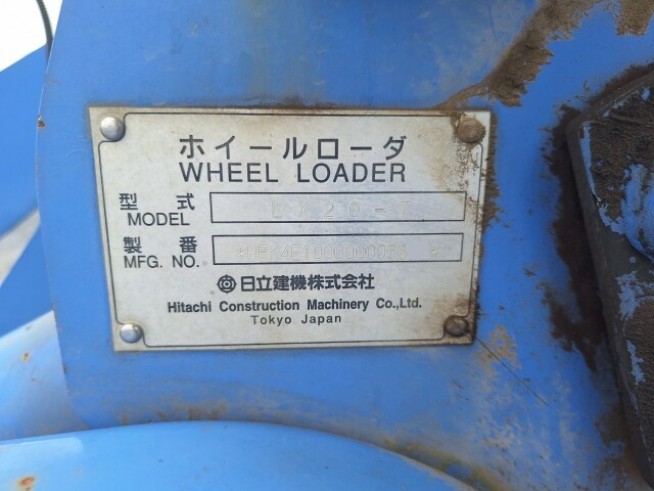 ホイールローダ
WHEEL LOADER
型式
MODEL
製番
MFG. NO.
日立建機株式会社
Hitachi Construction Machinery Co.,Ltd.
Tokyo Japan